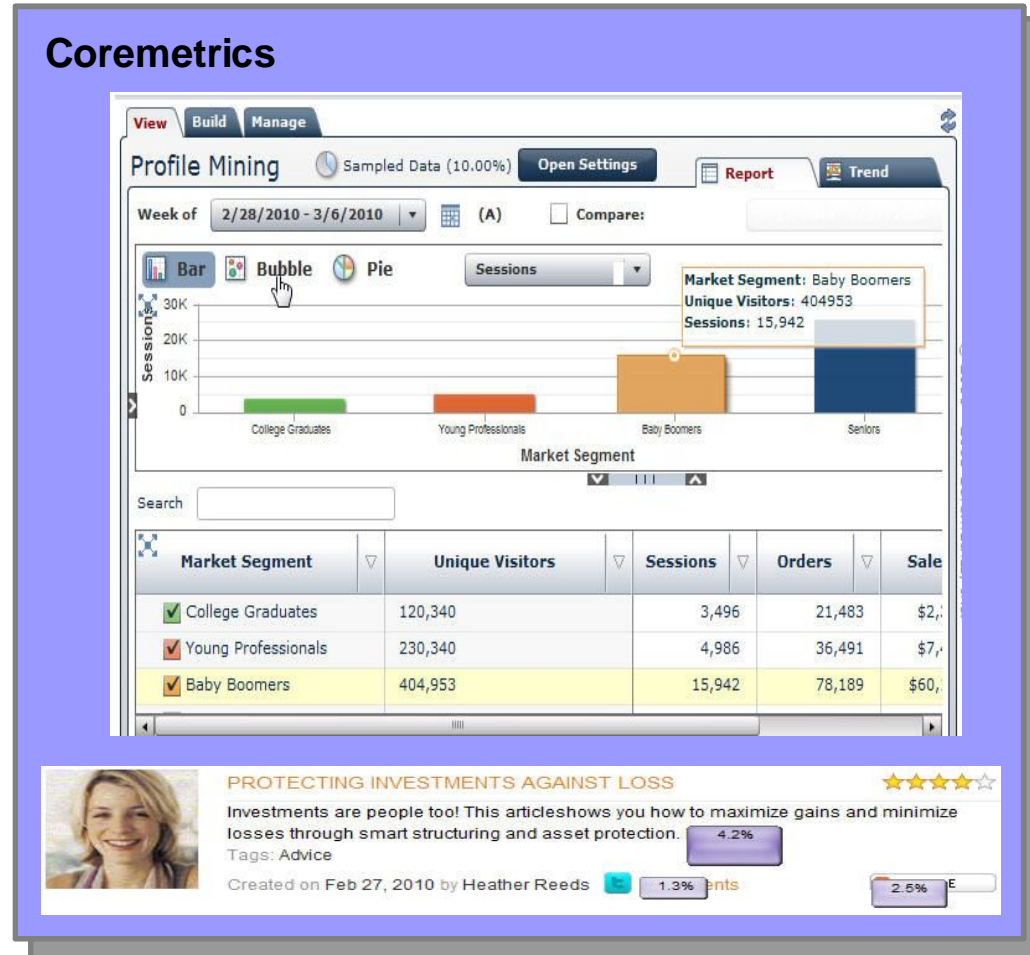 Coremetrics
View Build Manage
Profile Mining Sampled Data (10.00%) Open Settings Report Trend
Week of 2/28/2010 - 3/6/2010 (A) Compare:
Bar Bubble Pie Sessions
Market Segment: Baby Boomers
Unique Visitors: 404953
Sessions: 15,942
Sessions
30K
20K
10K
0
College Graduates Young Professionals Baby Boomers Seniors
Market Segment
Search
Market Segment Unique Visitors Sessions Orders Sale
College Graduates 120,340 3,496 21,483
Young Professionals 230,340 4,986 36,491
Baby Boomers 404,953 15,942 78,189 $60,
PROTECTING INVESTMENTS AGAINST LOSS
Investments are people too! This articleshows you how to maximize gains and minimize
losses through smart structuring and asset protection. 4.2%
Tags: Advice
Created on Feb 27, 2010 by Heather Reeds 1.3% ents 2.5% E